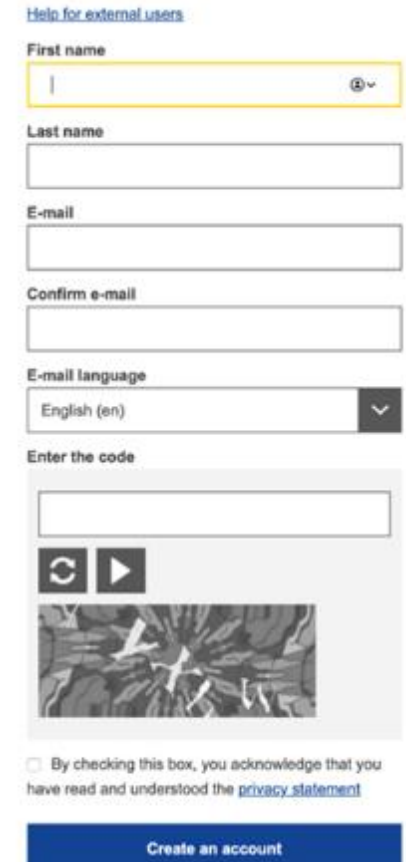 Help for external users
First name
Last name
E-mail
Confirm e-mail
E-mail language
English (en)
Enter the code
By checking this box, you acknowledge that you
have read and understood the privacy statement
Create an account